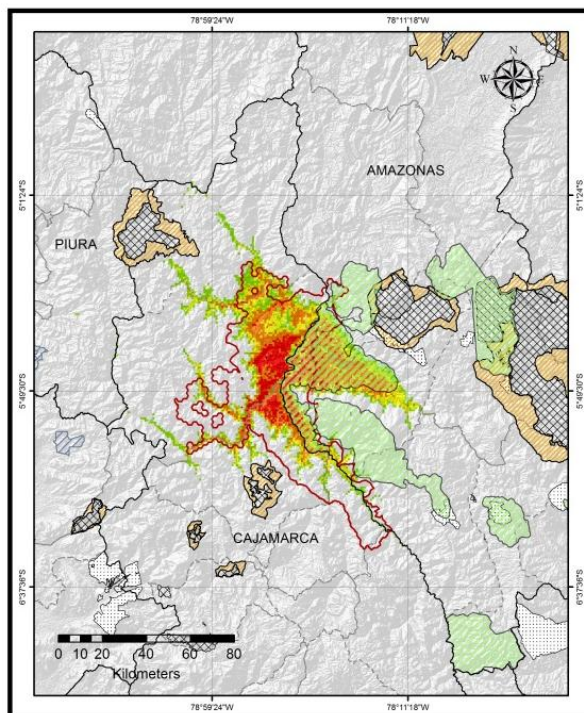 78°59'24"W 78°11'18"W
N
W E
S
AMAZONAS
5°1'24"S 5°1'24"S
PIURA
5°49'30"S 5°49'30"S
CAJAMARCA
6°37'36"S 6°37'36"S
0 10 20 40 60 80
Kilometers
78°59'24"W 78°11'18"W